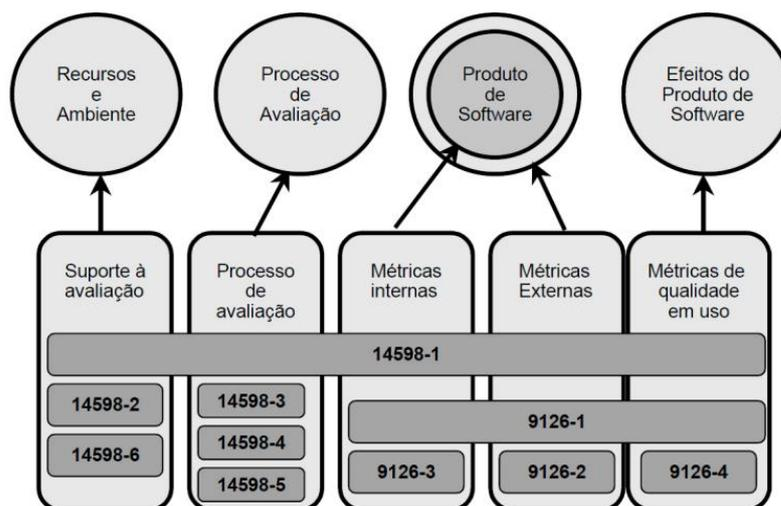 Recursos
e
Ambiente
Processo
de
Avaliação
Produto
de
Software
Efeitos do
Produto de
Software
Suporte à
avaliação
Processo
de
avaliação
Métricas
internas
Métricas
Externas
Métricas de
qualidade
em uso
14598-1
14598-2
14598-3
9126-1
14598-6
14598-4
14598-5
9126-3
9126-2
9126-4